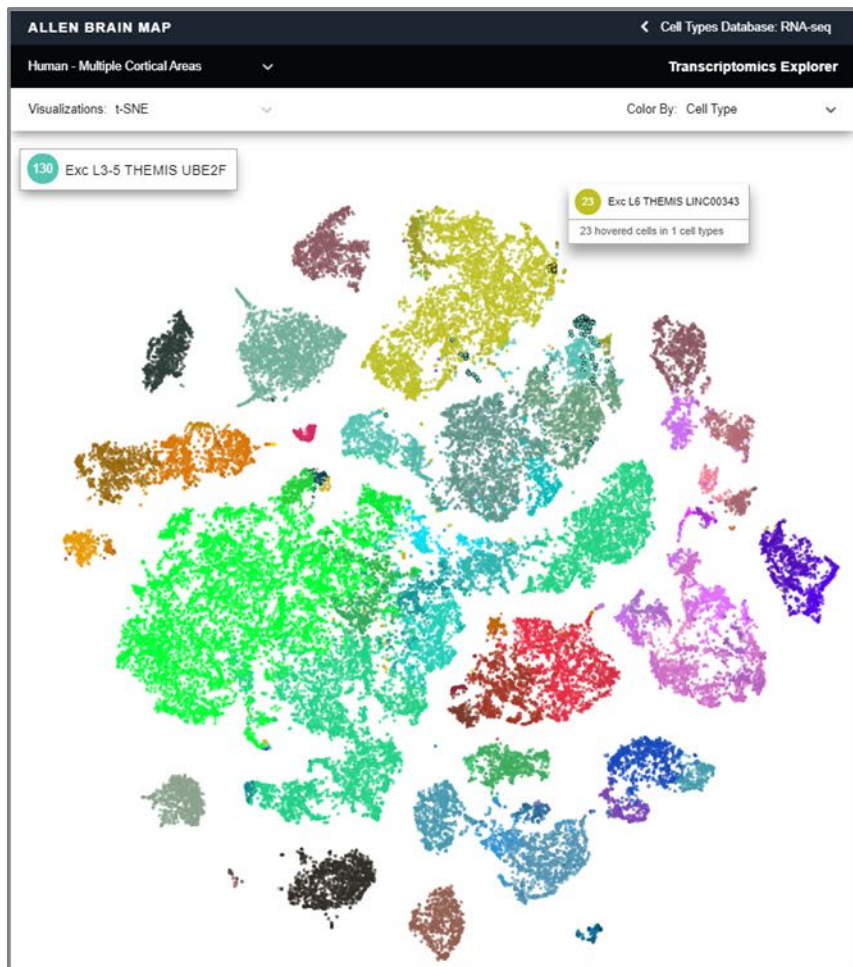 ALLEN BRAIN MAP
Cell Types Database: RNA-seq
Human - Multiple Cortical Areas
Transcriptomics Explorer
Visualizations: t-SNE
Color By: Cell Type
130 Exc L3-5 THEMIS UBE2F
23 Exc L6 THEMIS LINC00343
23 hovered cells in 1 cell types